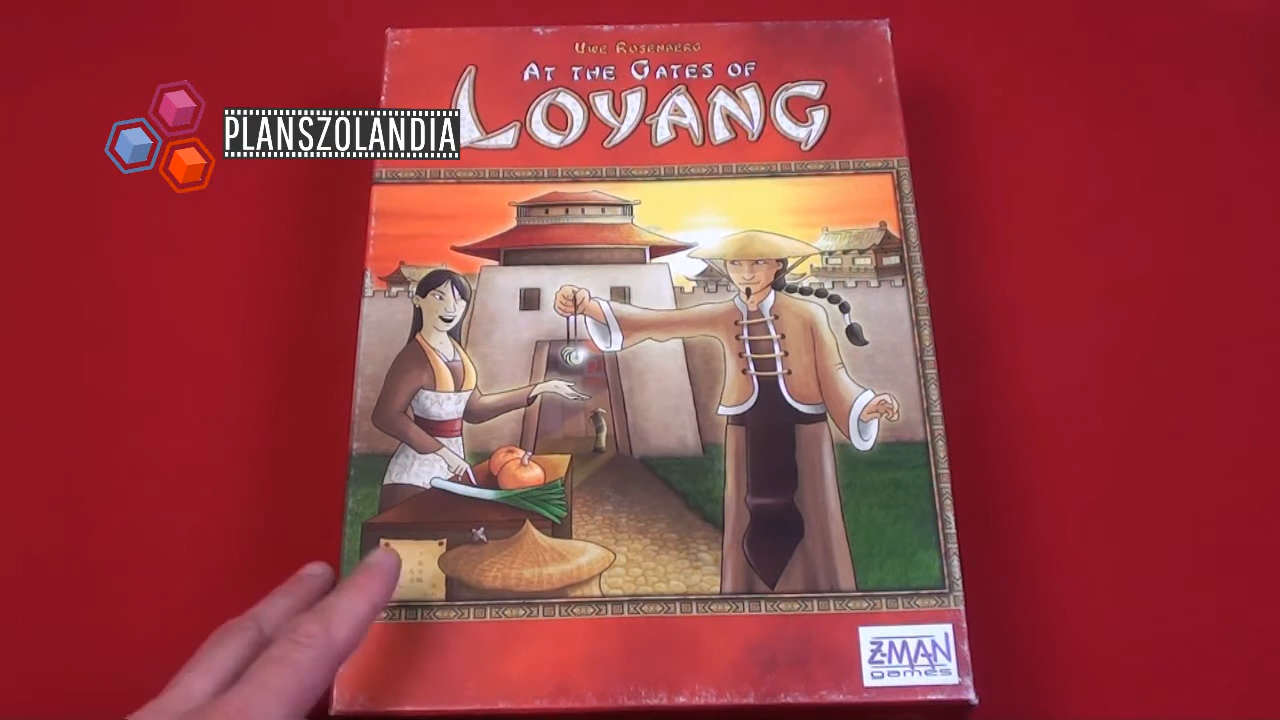 UWE ROSENBERG
AT THE GATES OF
LOYANG
PLANSZOLANDIA
Z-MAN
games